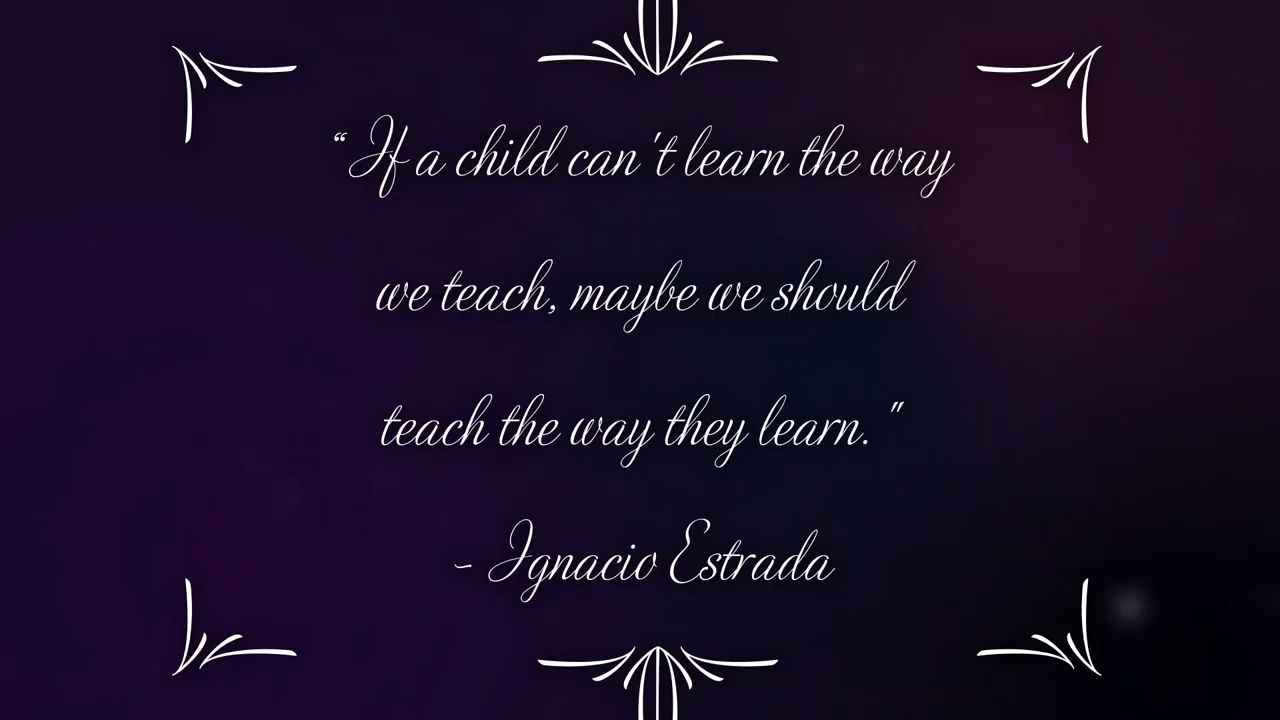 “If a child can't learn the way
we teach, maybe we should
teach the way they learn. "
- Ignacio Estrada